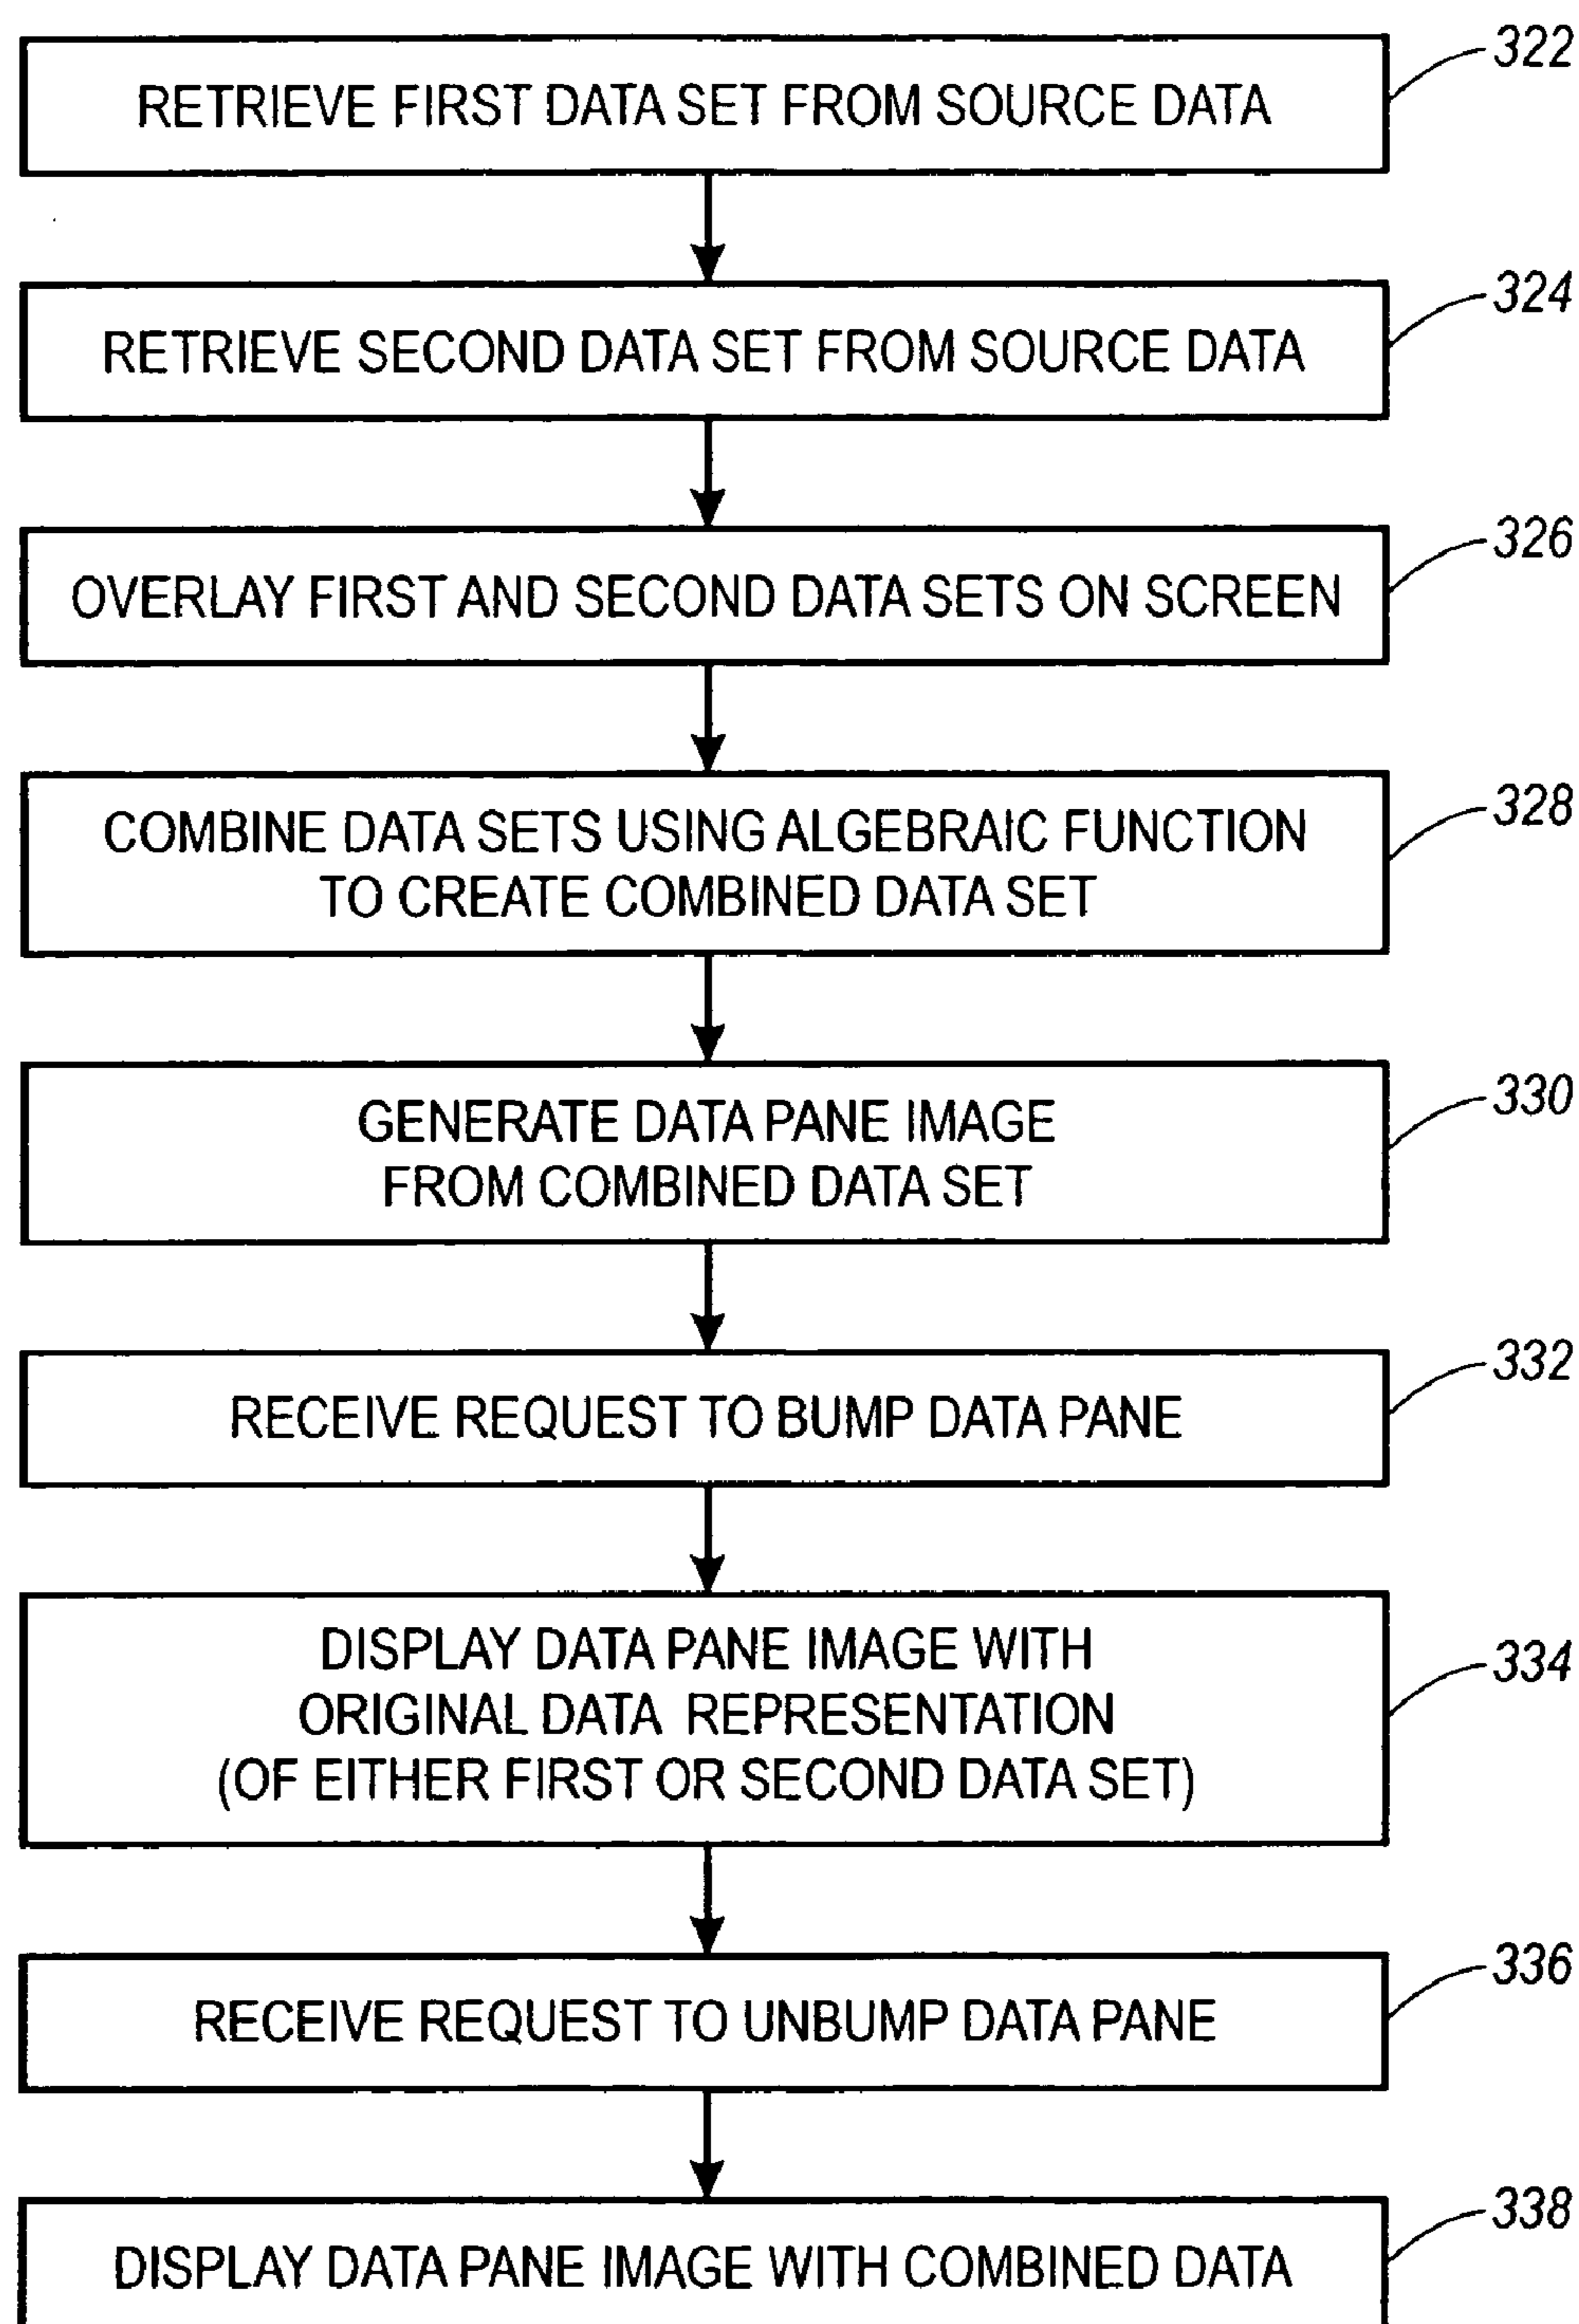 322
RETRIEVE FIRST DATA SET FROM SOURCE DATA
324
RETRIEVE SECOND DATA SET FROM SOURCE DATA
326
OVERLAY FIRST AND SECOND DATA SETS ON SCREEN
328
COMBINE DATA SETS USING ALGEBRAIC FUNCTION
TO CREATE COMBINED DATA SET
330
GENERATE DATA PANE IMAGE
FROM COMBINED DATA SET
332
RECEIVE REQUEST TO BUMP DATA PANE
334
DISPLAY DATA PANE IMAGE WITH
ORIGINAL DATA REPRESENTATION
(OF EITHER FIRST OR SECOND DATA SET)
336
RECEIVE REQUEST TO UNBUMP DATA PANE
338
DISPLAY DATA PANE IMAGE WITH COMBINED DATA